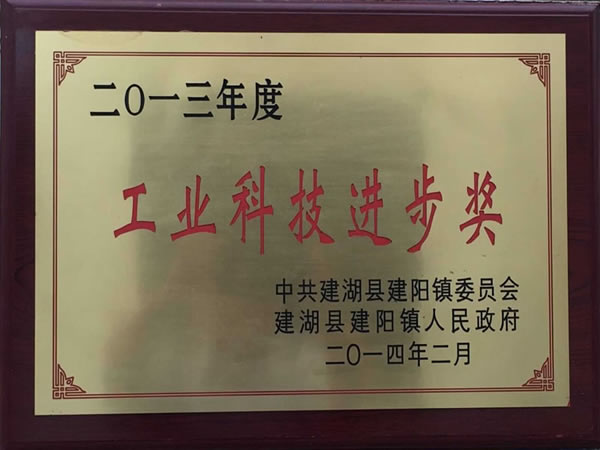 二〇一三年度
工业科技进步奖
中共建湖县建阳镇委员会
建湖县建阳镇人民政府
二〇一四年二月